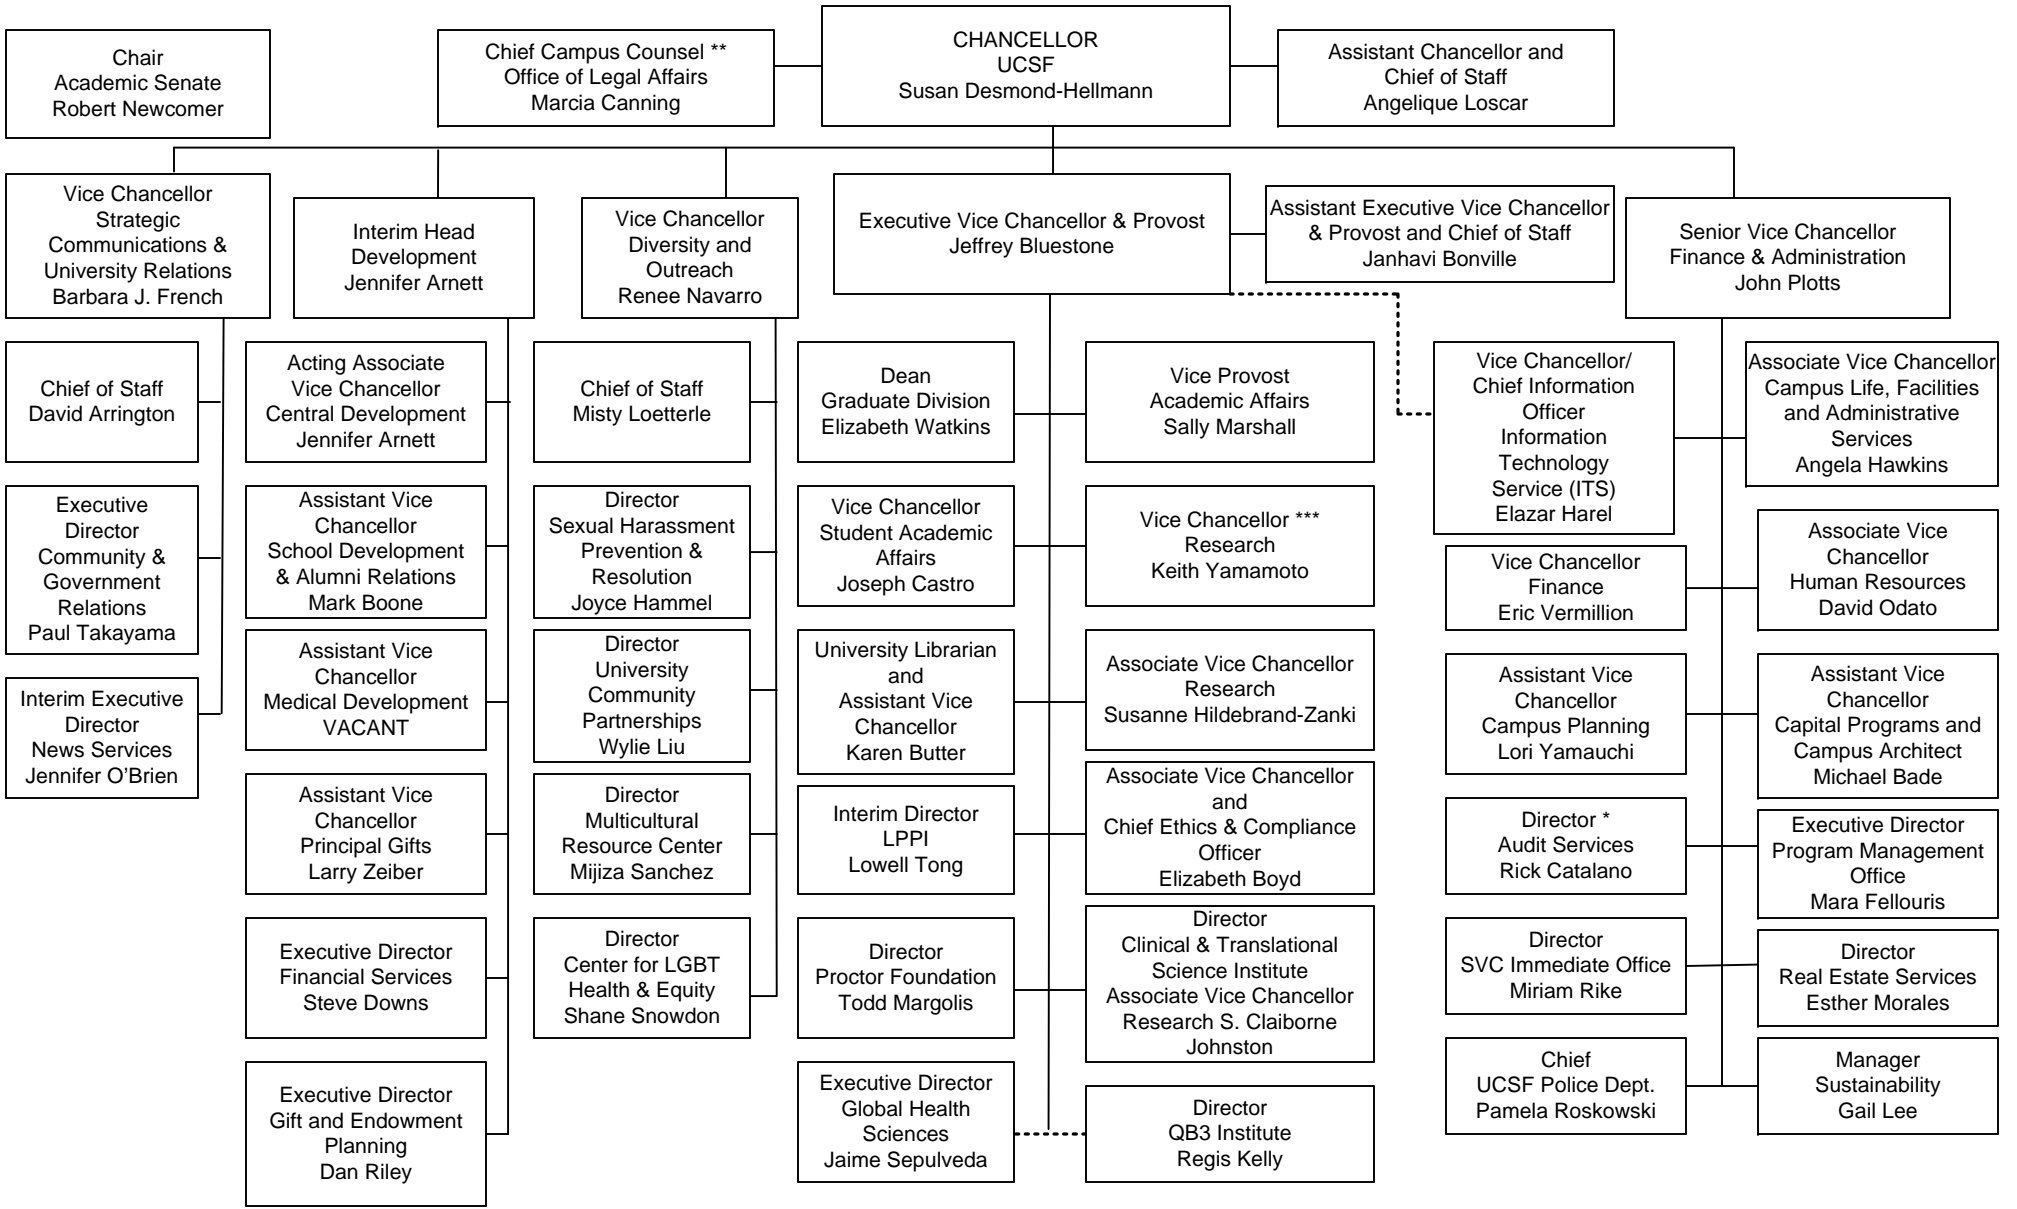 Chair
Academic Senate
Robert Newcomer
Chief Campus Counsel **
Office of Legal Affairs
Marcia Canning
CHANCELLOR
UCSF
Susan Desmond-Hellmann
Assistant Chancellor and
Chief of Staff
Angelique Loscar
Vice Chancellor
Strategic
Communications &
University Relations
Barbara J. French
Interim Head
Development
Jennifer Arnett
Vice Chancellor
Diversity and
Outreach
Renee Navarro
Executive Vice Chancellor & Provost
Jeffrey Bluestone
Assistant Executive Vice Chancellor
& Provost and Chief of Staff
Janhavi Bonville
Senior Vice Chancellor
Finance & Administration
John Plotts
Chief of Staff
David Arrington
Executive
Director
Community &
Government
Relations
Paul Takayama
Interim Executive
Director
News Services
Jennifer O’Brien
Acting Associate
Vice Chancellor
Central Development
Jennifer Arnett
Assistant Vice
Chancellor
School Development
& Alumni Relations
Mark Boone
Assistant Vice
Chancellor
Medical Development
VACANT
Assistant Vice
Chancellor
Principal Gifts
Larry Zeiber
Executive Director
Financial Services
Steve Downs
Executive Director
Gift and Endowment
Planning
Dan Riley
Chief of Staff
Misty Loetterle
Director
Sexual Harassment
Prevention &
Resolution
Joyce Hammel
Director
University
Community
Partnerships
Wylie Liu
Director
Multicultural
Resource Center
Mijiza Sanchez
Director
Center for LGBT
Health & Equity
Shane Snowdon
Dean
Graduate Division
Elizabeth Watkins
Vice Chancellor
Student Academic
Affairs
Joseph Castro
University Librarian
and
Assistant Vice
Chancellor
Karen Butter
Interim Director
LPPI
Lowell Tong
Director
Proctor Foundation
Todd Margolis
Executive Director
Global Health
Sciences
Jaime Sepulveda
Vice Provost
Academic Affairs
Sally Marshall
Vice Chancellor ***
Research
Keith Yamamoto
Associate Vice Chancellor
Research
Susanne Hildebrand-Zanki
Associate Vice Chancellor
and
Chief Ethics & Compliance
Officer
Elizabeth Boyd
Director
Clinical & Translational
Science Institute
Associate Vice Chancellor
Research S. Claiborne
Johnston
Director
QB3 Institute
Regis Kelly
Vice Chancellor/
Chief Information
Officer
Information
Technology
Service (ITS)
Elazar Harel
Vice Chancellor
Finance
Eric Vermillion
Assistant Vice
Chancellor
Campus Planning
Lori Yamauchi
Director *
Audit Services
Rick Catalano
Director
SVC Immediate Office
Miriam Rike
Chief
UCSF Police Dept.
Pamela Roskowski
Associate Vice Chancellor
Campus Life, Facilities
and Administrative
Services
Angela Hawkins
Associate Vice
Chancellor
Human Resources
David Odato
Assistant Vice
Chancellor
Capital Programs and
Campus Architect
Michael Bade
Executive Director
Program Management
Office
Mara Fellouris
Director
Real Estate Services
Esther Morales
Manager
Sustainability
Gail Lee